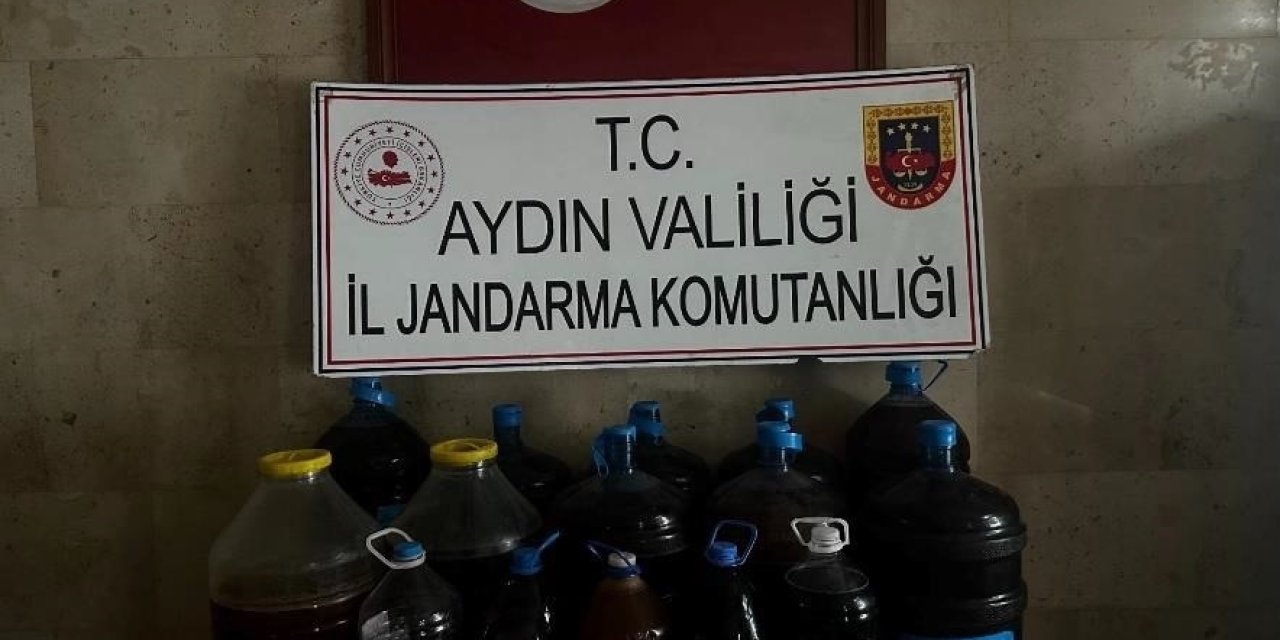 T.C.
AYDIN VALİLİĞİ
İL JANDARMA KOMUTANLIĞI
JANDARMA